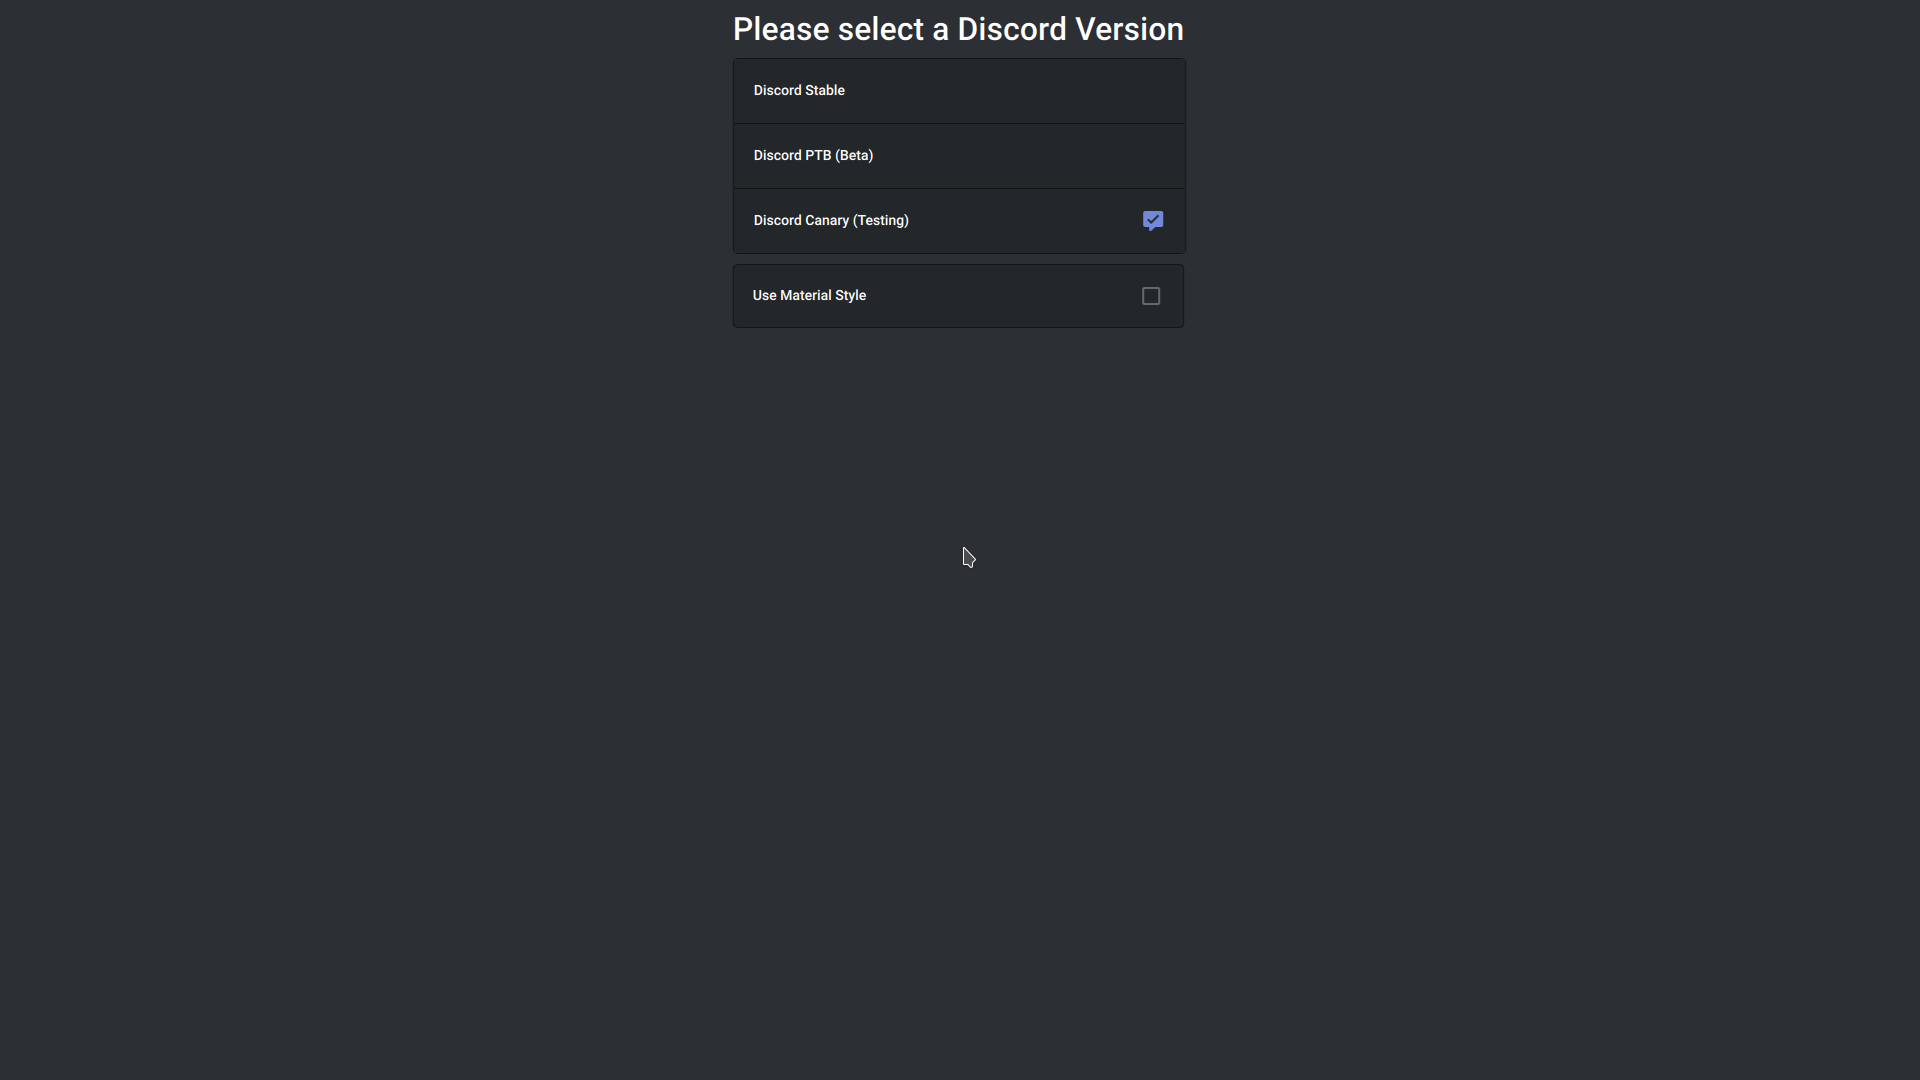 Please select a Discord Version
Discord Stable
Discord PTB (Beta)
Discord Canary (Testing)
Use Material Style